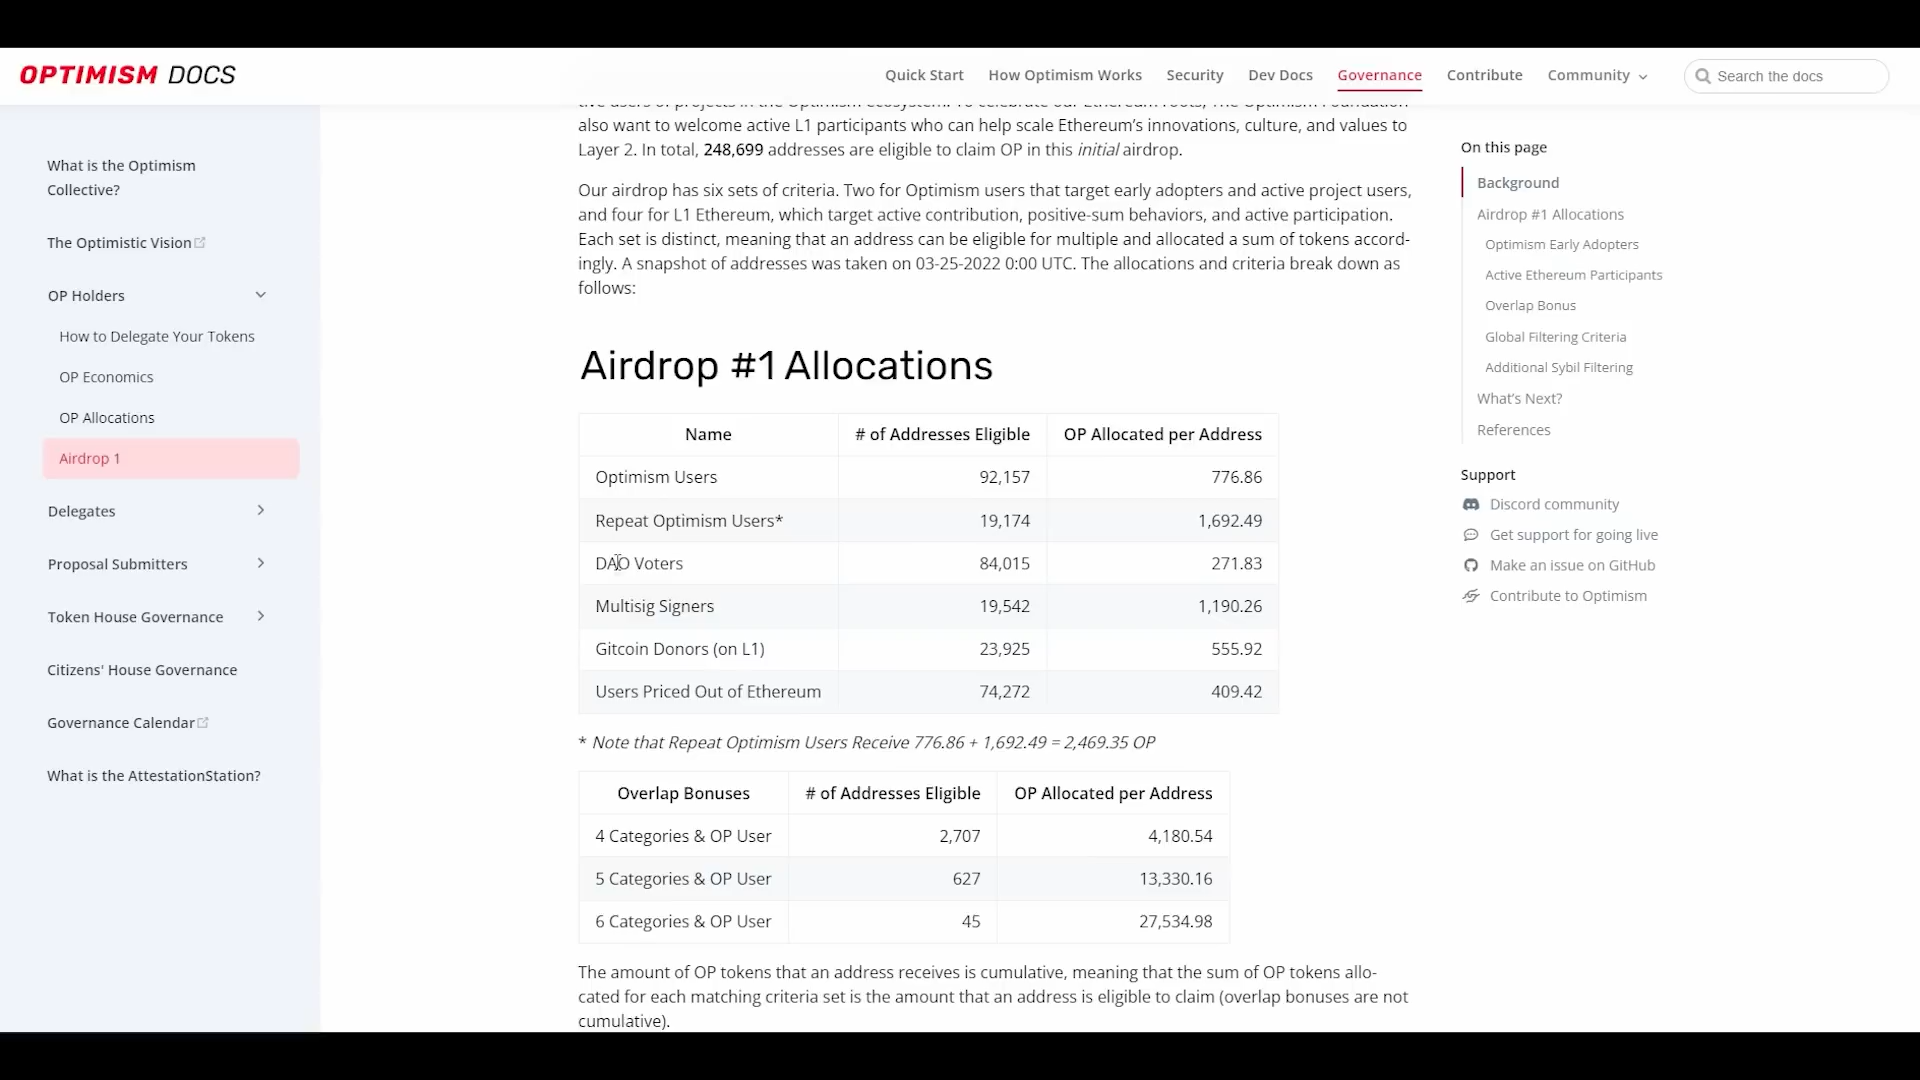 OPTIMISM DOCS
Quick Start
How Optimism Works
Security
Dev Docs
Governance
Contribute
Community
Search the docs
What is the Optimism
Collective?
The Optimistic Vision
OP Holders
How to Delegate Your Tokens
OP Economics
OP Allocations
Airdrop 1
Delegates
Proposal Submitters
Token House Governance
Citizens' House Governance
Governance Calendar
What is the AttestationStation?
tive users of projects in the Optimism ecosystem. To celebrate our Ethereum roots, The Optimism Foundation
also want to welcome active L1 participants who can help scale Ethereum's innovations, culture, and values to
Layer 2. In total, 248,699 addresses are eligible to claim OP in this initial airdrop.
Our airdrop has six sets of criteria. Two for Optimism users that target early adopters and active project users,
and four for L1 Ethereum, which target active contribution, positive-sum behaviors, and active participation.
Each set is distinct, meaning that an address can be eligible for multiple and allocated a sum of tokens accord-
ingly. A snapshot of addresses was taken on 03-25-2022 0:00 UTC. The allocations and criteria break down as
follows:
Airdrop #1 Allocations
Name # of Addresses Eligible OP Allocated per Address
Optimism Users 92,157 776.86
Repeat Optimism Users* 19,174 1,692.49
DAO Voters 84,015 271.83
Multisig Signers 19,542 1,190.26
Gitcoin Donors (on L1) 23,925 555.92
Users Priced Out of Ethereum 74,272 409.42
* Note that Repeat Optimism Users Receive 776.86 + 1,692.49 = 2,469.35 OP
Overlap Bonuses # of Addresses Eligible OP Allocated per Address
4 Categories & OP User 2,707 4,180.54
5 Categories & OP User 627 13,330.16
6 Categories & OP User 45 27,534.98
The amount of OP tokens that an address receives is cumulative, meaning that the sum of OP tokens allo-
cated for each matching criteria set is the amount that an address is eligible to claim (overlap bonuses are not
cumulative).
On this page
Background
Airdrop #1 Allocations
Optimism Early Adopters
Active Ethereum Participants
Overlap Bonus
Global Filtering Criteria
Additional Sybil Filtering
What's Next?
References
Support
Discord community
Get support for going live
Make an issue on GitHub
Contribute to Optimism